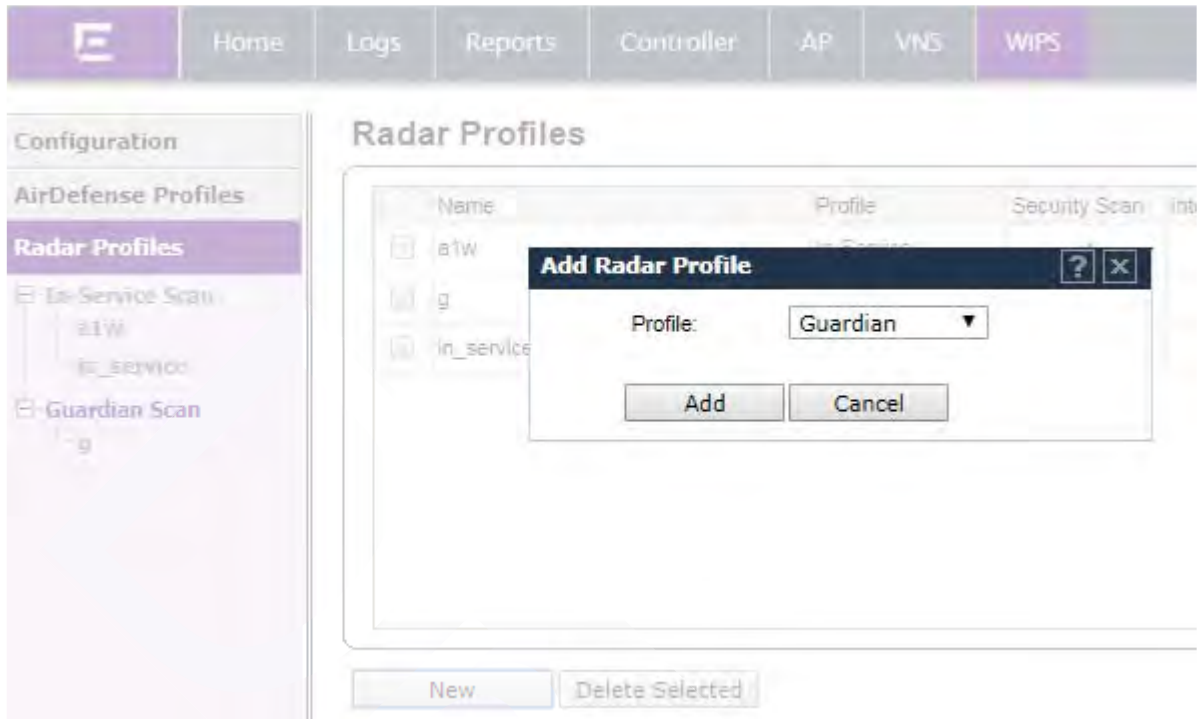 Home Logs Reports Controller AP VNS WIPS
Configuration
AirDefense Profiles
Radar Profiles
In-Service Scan
a1w
in_service
Guardian Scan
g
Radar Profiles
Name Profile Security Scan
a1w
g
in_service
Add Radar Profile ? x
Profile: Guardian
Add Cancel
New Delete Selected